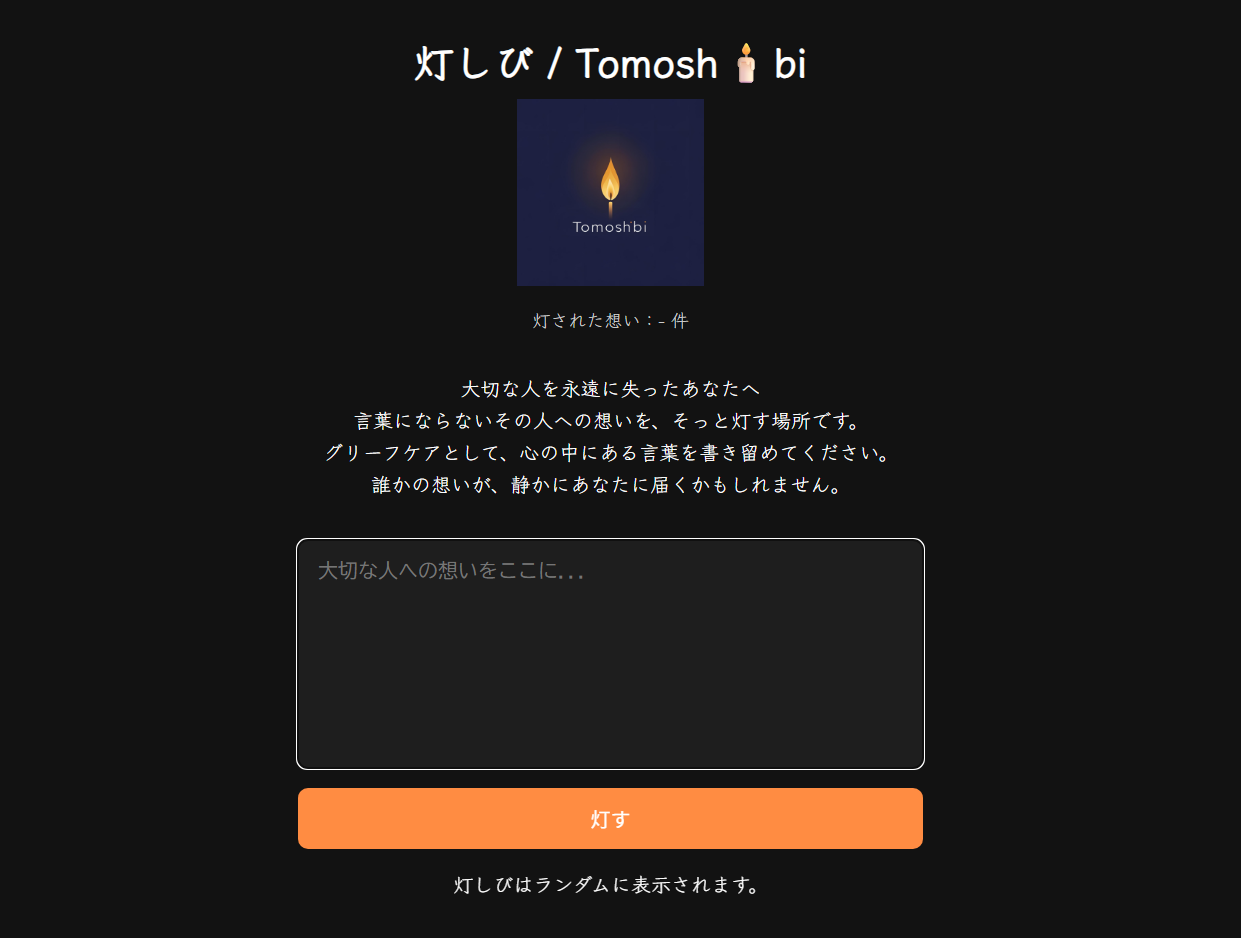 灯しび / Tomosh🕯bi
Tomoshibi
灯された想い：- 件
大切な人を永遠に失ったあなたへ
言葉にならないその人への想いを、そっと灯す場所です。
グリーフケアとして、心の中にある言葉を書き留めてください。
誰かの想いが、静かにあなたに届くかもしれません。
大切な人への想いをここに...
灯す
灯しびはランダムに表示されます。